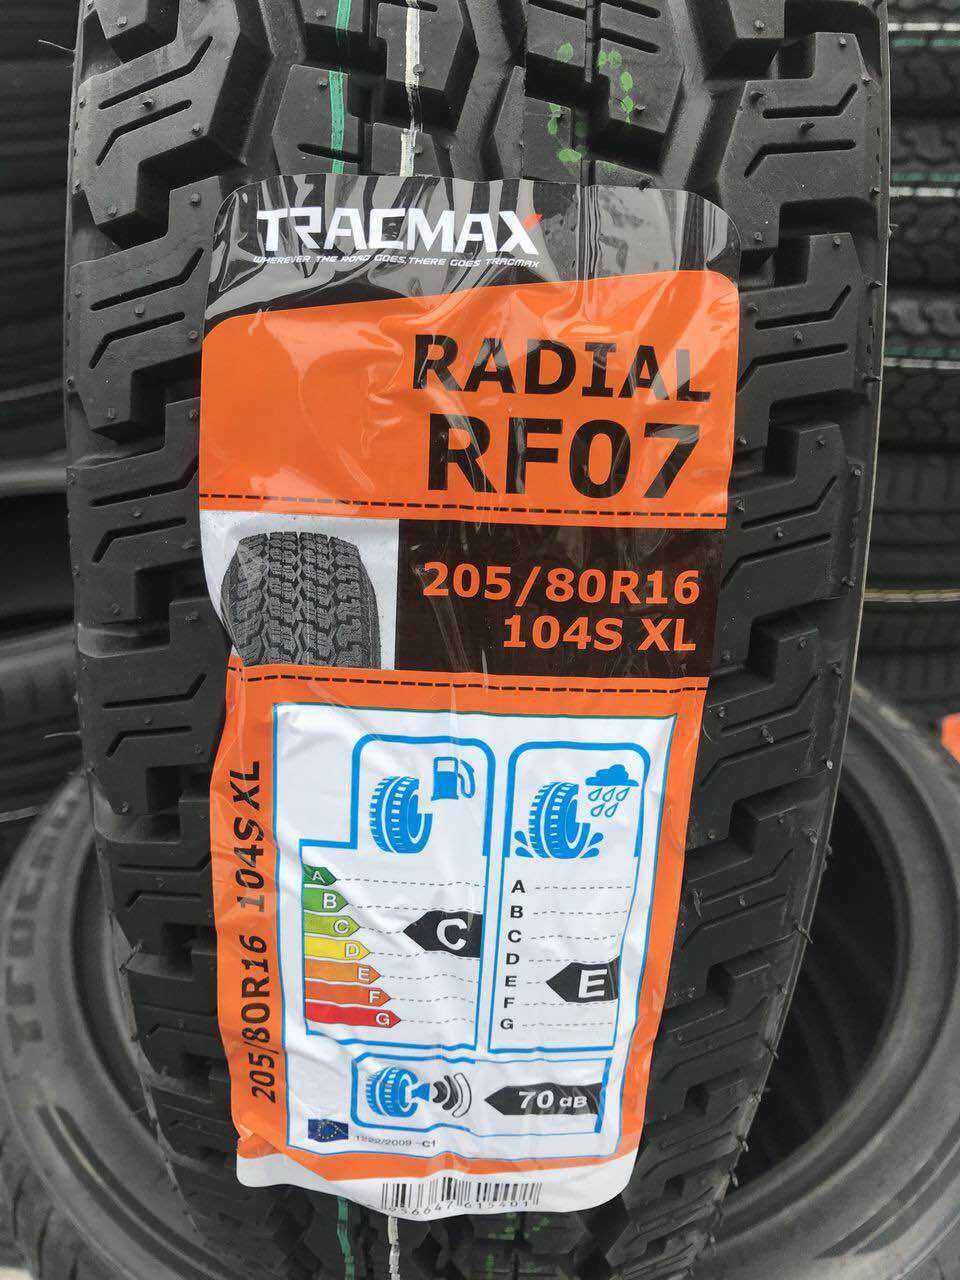 TRACMAX
WHEREVER THE ROAD GOES, THERE GOES TRACMAX
RADIAL
RF07
205/80R16
104S XL
205/80R16 104S XL
A
B
C
D
E
F
G
C
A
B
C
D
E
F
G
E
70 dB
1222/2009 -C1